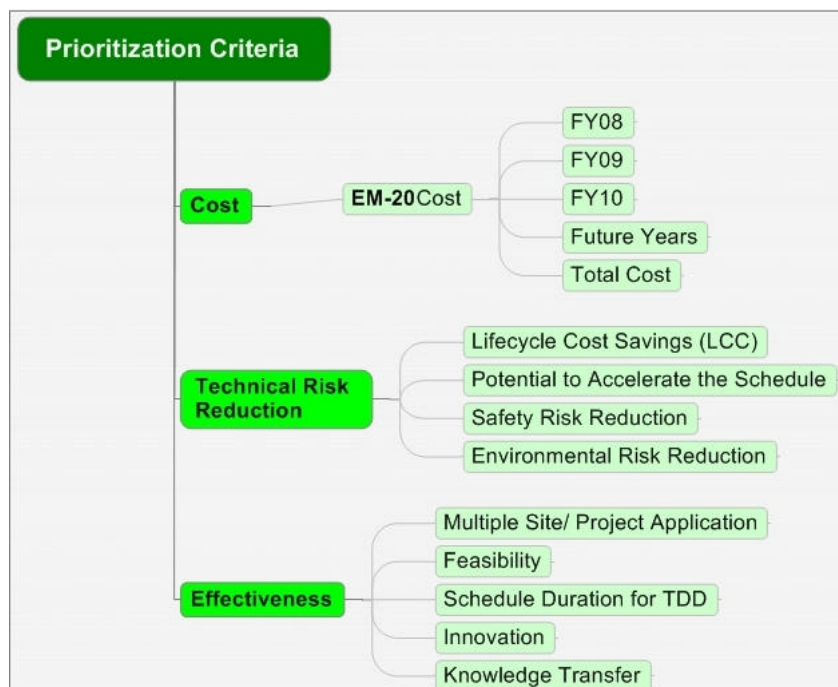 Prioritization Criteria
FY08
FY09
Cost
EM-20Cost
FY10
Future Years
Total Cost
Lifecycle Cost Savings (LCC)
Technical Risk
Reduction
Potential to Accelerate the Schedule
Safety Risk Reduction
Environmental Risk Reduction
Multiple Site/ Project Application
Feasibility
Effectiveness
Schedule Duration for TDD
Innovation
Knowledge Transfer